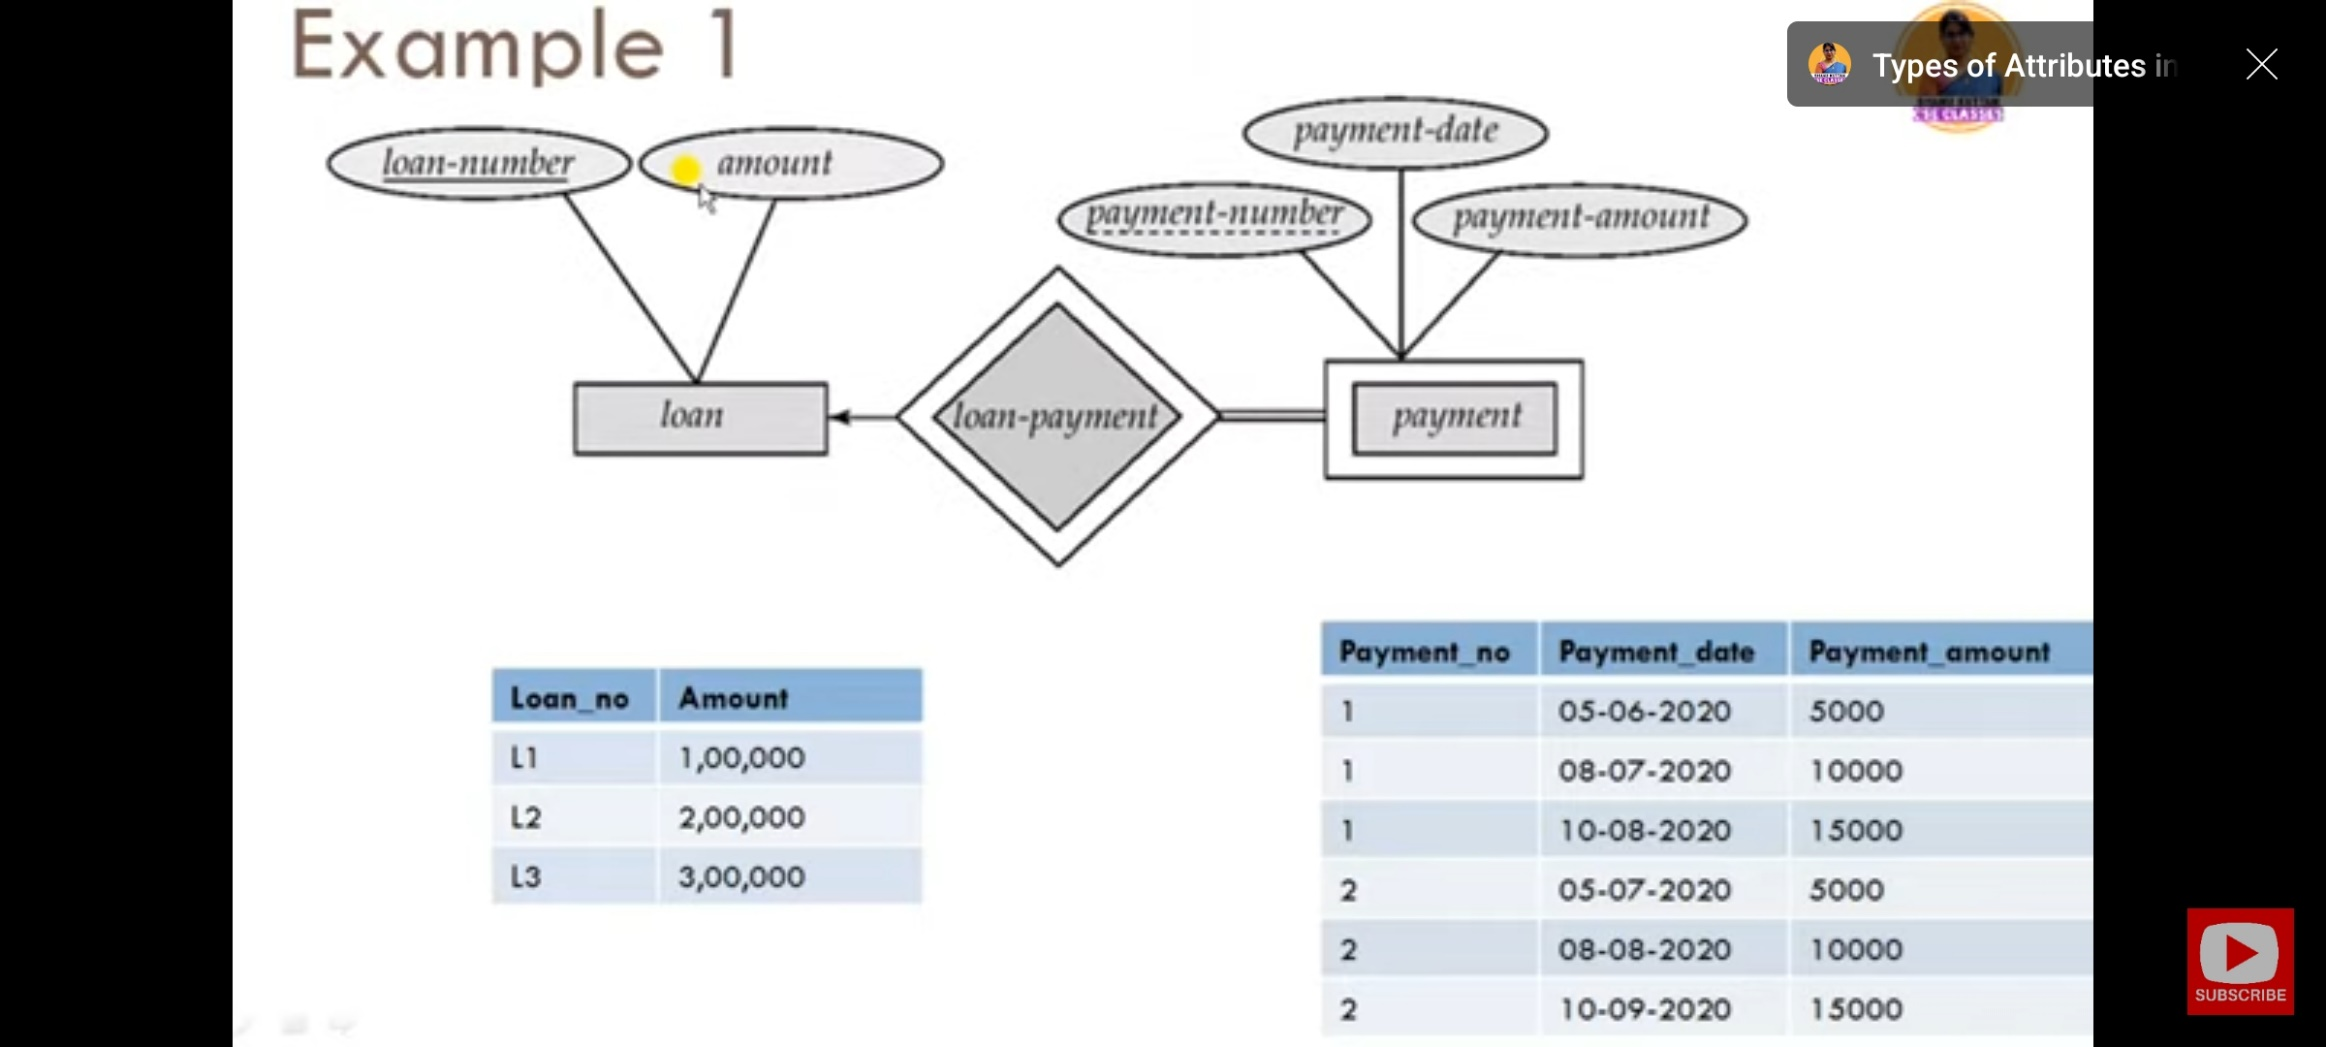 Example 1
Types of Attributes in
CSE CLASSES
loan-number
amount
payment-date
payment-number
payment-amount
loan
loan-payment
payment
Loan_no Amount
L1 1,00,000
L2 2,00,000
L3 3,00,000
Payment_no Payment_date Payment_amount
1 05-06-2020 5000
1 08-07-2020 10000
1 10-08-2020 15000
2 05-07-2020 5000
2 08-08-2020 10000
2 10-09-2020 15000
SUBSCRIBE